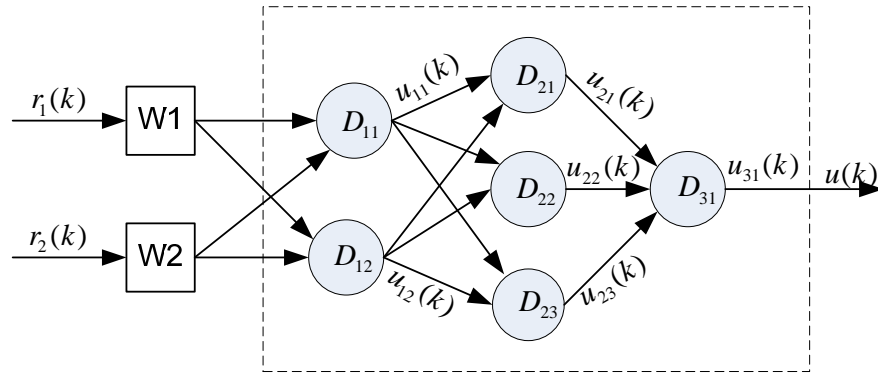 r₁(k)
W1
r₂(k)
W2
D₁₁
D₁₂
u₁₁(k)
u₁₂(k)
D₂₁
D₂₂
D₂₃
u₂₁(k)
u₂₂(k)
u₂₃(k)
D₃₁
u₃₁(k)
u(k)